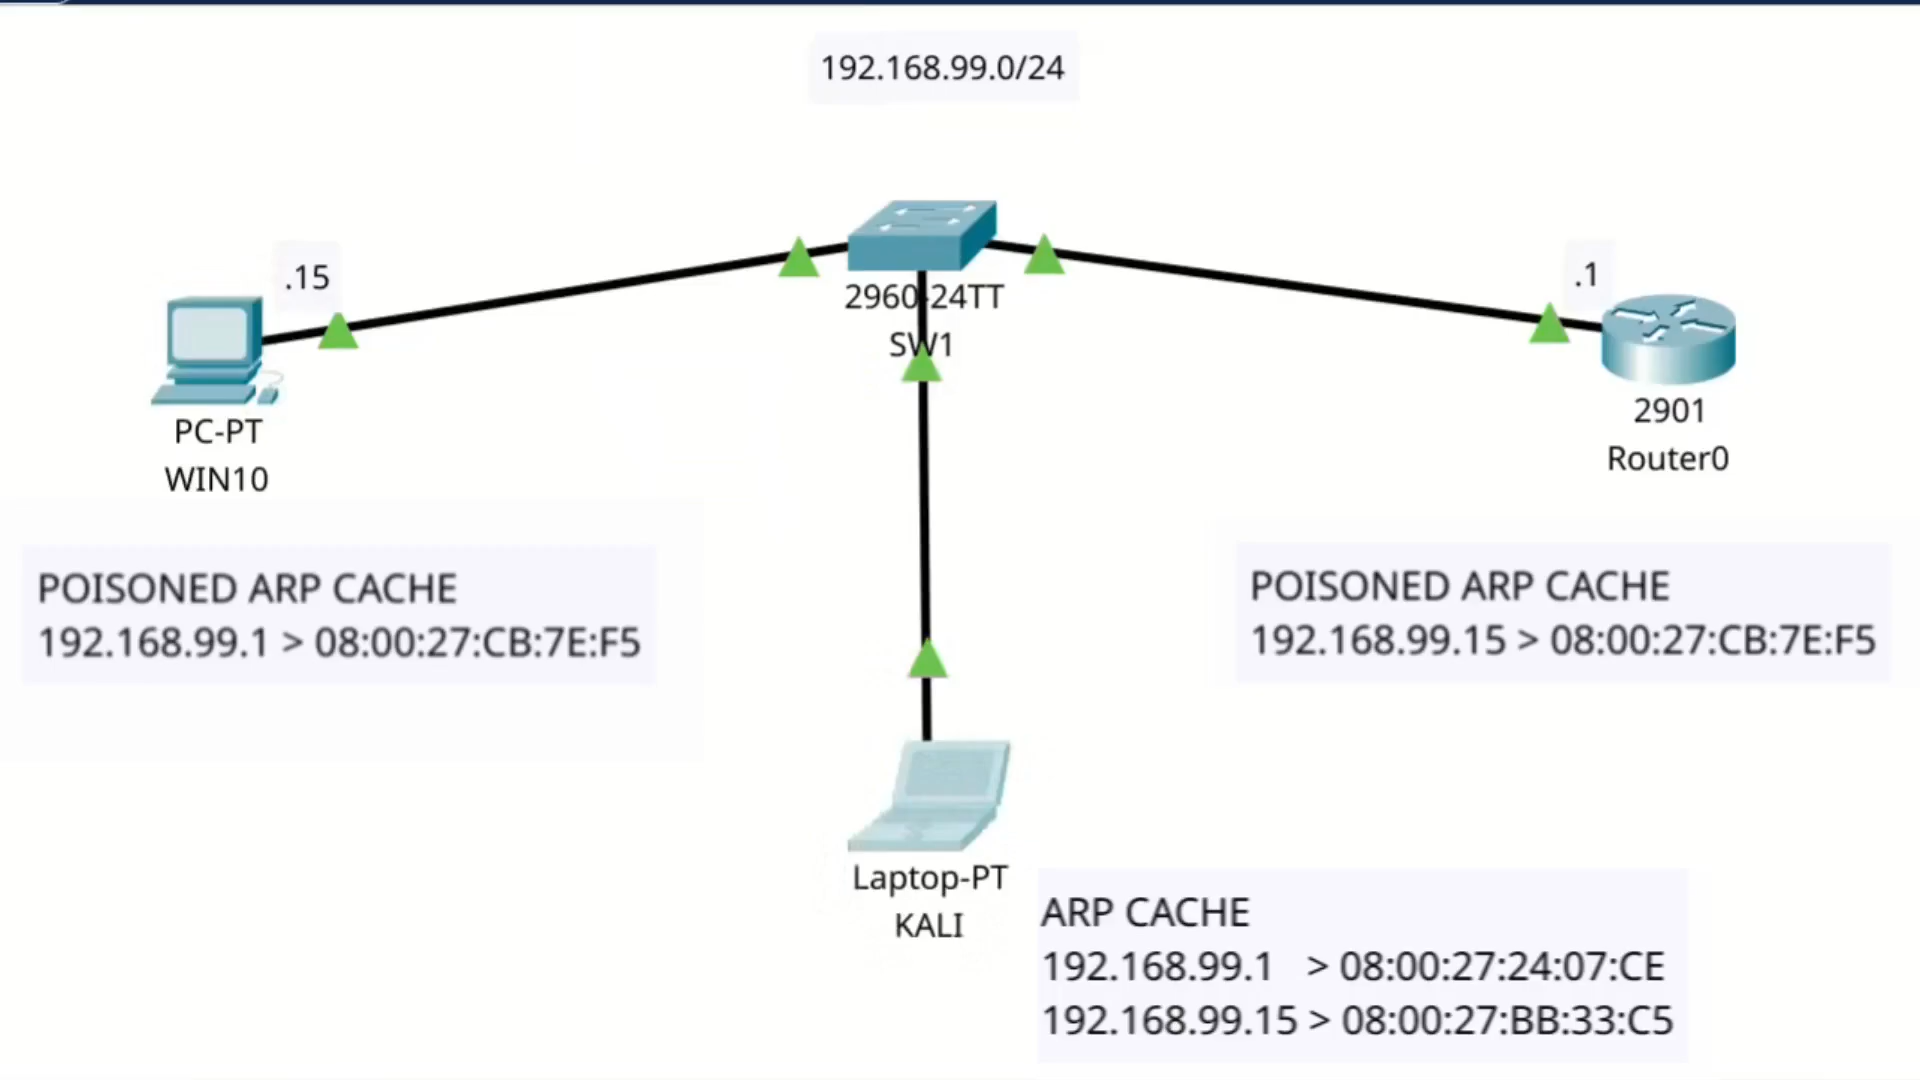 192.168.99.0/24
.15
.1
2960-24TT
SW1
PC-PT
WIN10
2901
Router0
POISONED ARP CACHE
192.168.99.1 > 08:00:27:CB:7E:F5
POISONED ARP CACHE
192.168.99.15 > 08:00:27:CB:7E:F5
Laptop-PT
KALI
ARP CACHE
192.168.99.1 > 08:00:27:24:07:CE
192.168.99.15 > 08:00:27:BB:33:C5